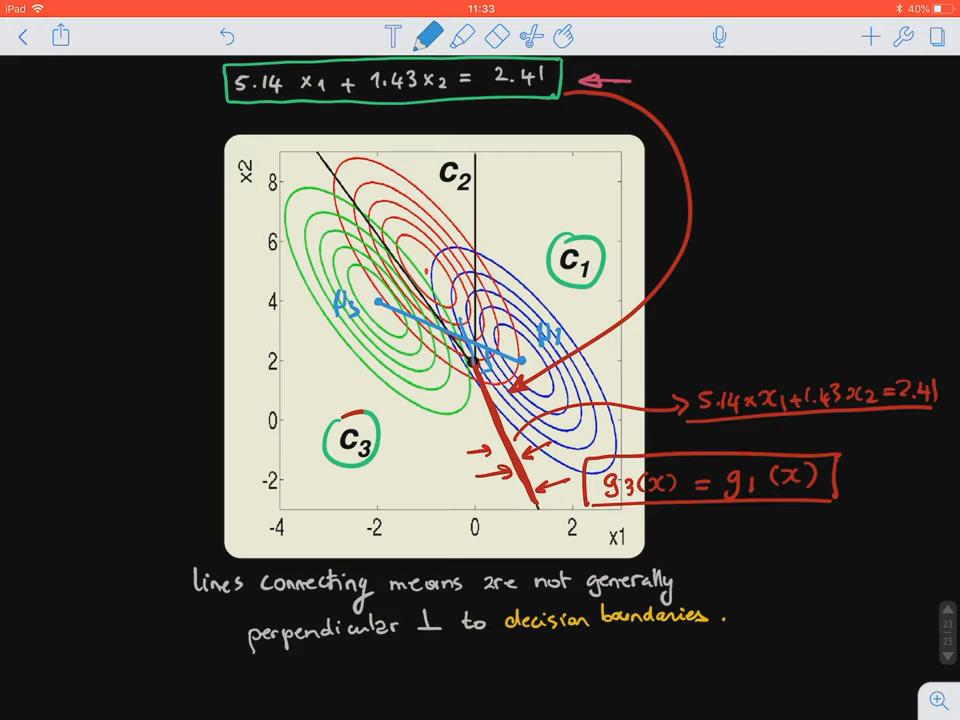 iPad
11:33
40%
T
5.14 x1 + 1.43 x2 = 2.41
x2
8
6
4
2
0
-2
-4
-2
0
2
x1
C2
C1
C3
μ3
μ1
5.14 * x1 + 1.43 x2 = 2.41
g3(x) = g1(x)
lines connecting means are not generally
perpendicular ⊥ to decision boundaries.
23
25